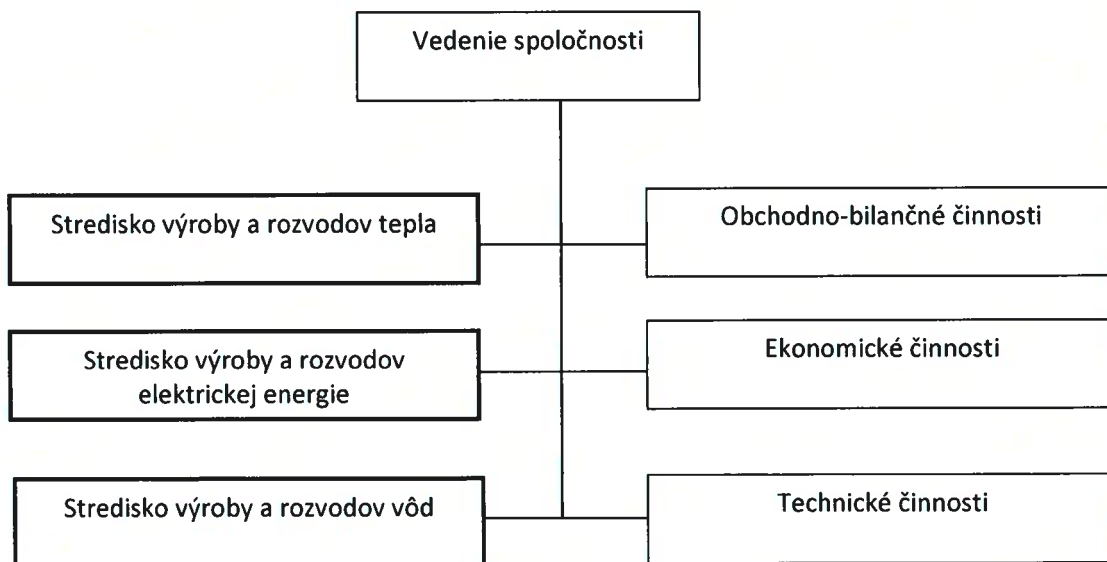 Vedenie spoločnosti
Stredisko výroby a rozvodov tepla
Obchodno-bilančné činnosti
Stredisko výroby a rozvodov
elektrickej energie
Ekonomické činnosti
Stredisko výroby a rozvodov vôd
Technické činnosti